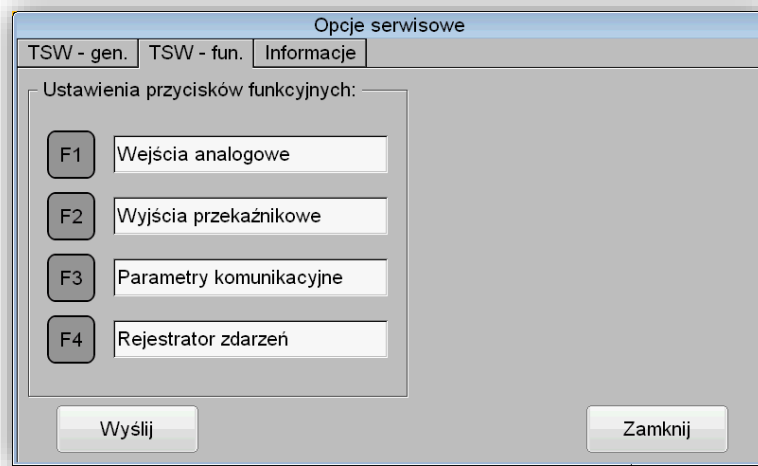 Opcje serwisowe
TSW - gen. TSW - fun. Informacje
Ustawienia przycisków funkcyjnych:
F1 Wejścia analogowe
F2 Wyjścia przekaźnikowe
F3 Parametry komunikacyjne
F4 Rejestrator zdarzeń
Wyślij Zamknij